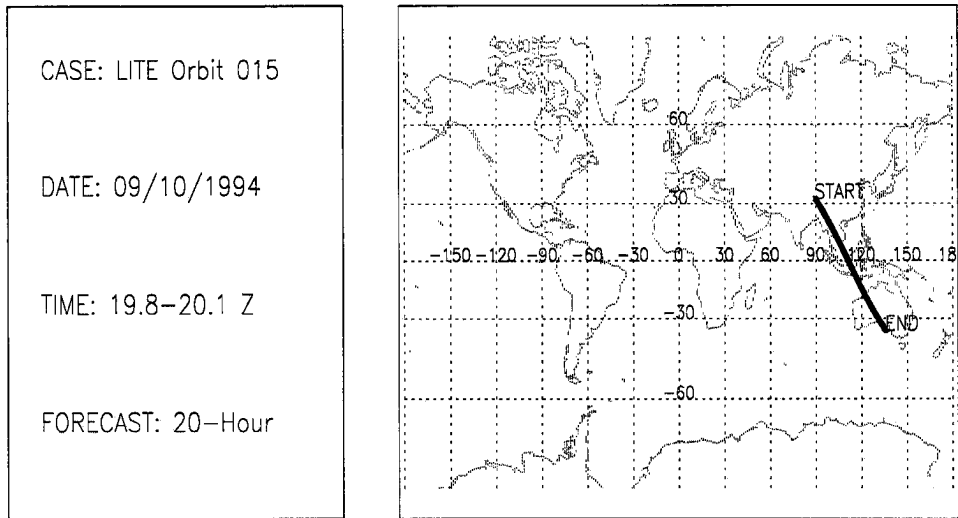 CASE: LITE Orbit 015
DATE: 09/10/1994
TIME: 19.8-20.1 Z
FORECAST: 20-Hour
60
START
30
-150 -120 -90 -60 -30 0 30 60 90 120 150 18
-30
END
-60